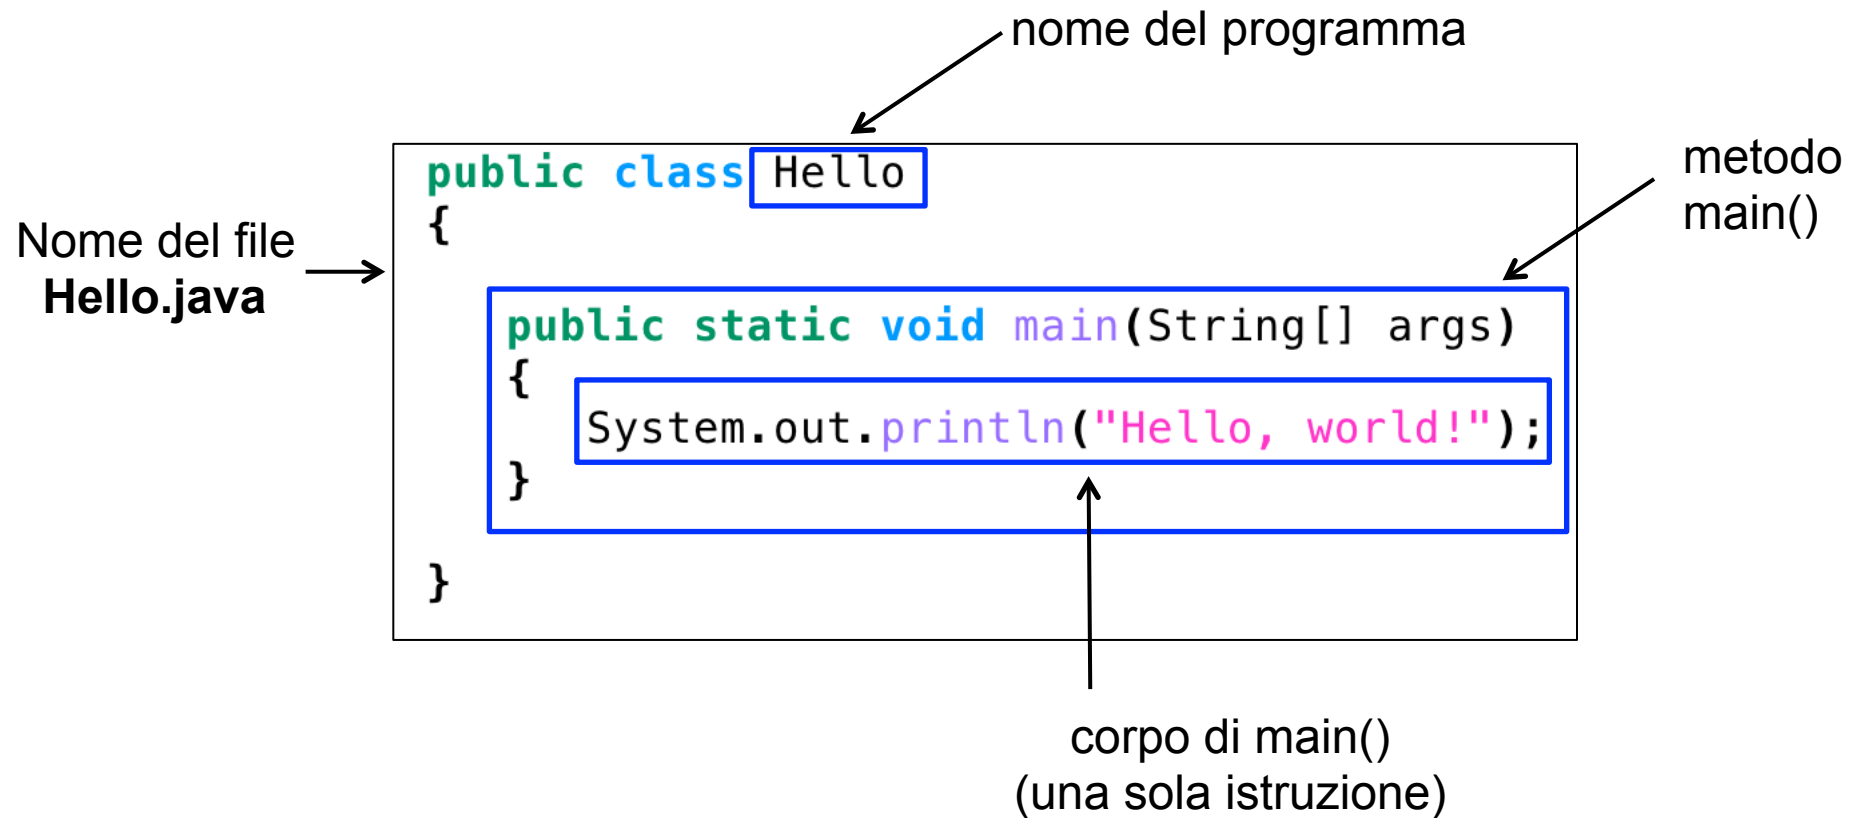 nome del programma
metodo
main()
Nome del file
Hello.java
public class Hello
{
public static void main(String[] args)
{
System.out.println("Hello, world!");
}
}
corpo di main()
(una sola istruzione)